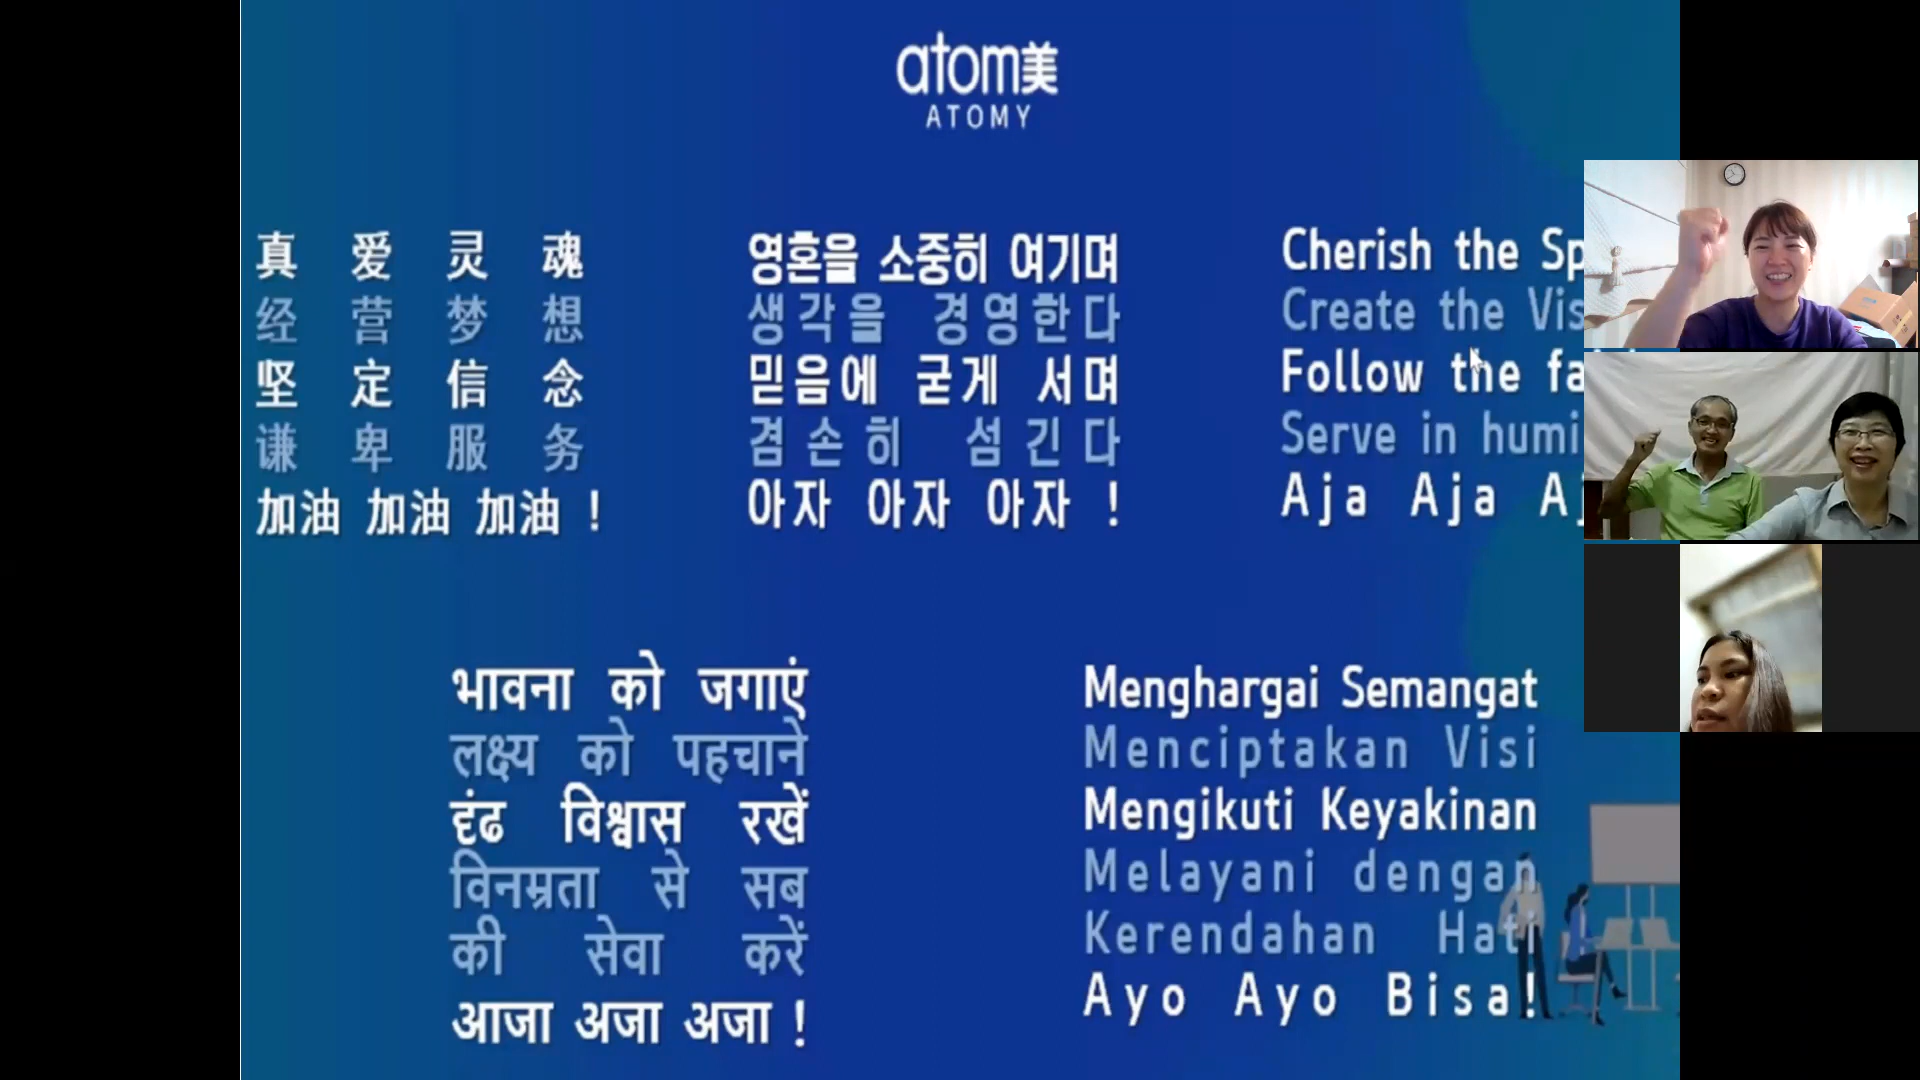 atom美
ATOMY
真 爱 灵 魂
经 营 梦 想
坚 定 信 念
谦 卑 服 务
加油 加油 加油 !
영혼을 소중히 여기며
생각을 경영한다
믿음에 굳게 서며
겸손히 섬긴다
아자 아자 아자 !
Cherish the Sp
Create the Vis
Follow the fa
Serve in humi
Aja Aja Aj
भावना को जगाएं
लक्ष्य को पहचाने
दृंढ विश्वास रखें
विनम्रता से सब
की सेवा करें
आजा अजा अजा !
Menghargai Semangat
Menciptakan Visi
Mengikuti Keyakinan
Melayani dengan
Kerendahan Hati
Ayo Ayo Bisa!